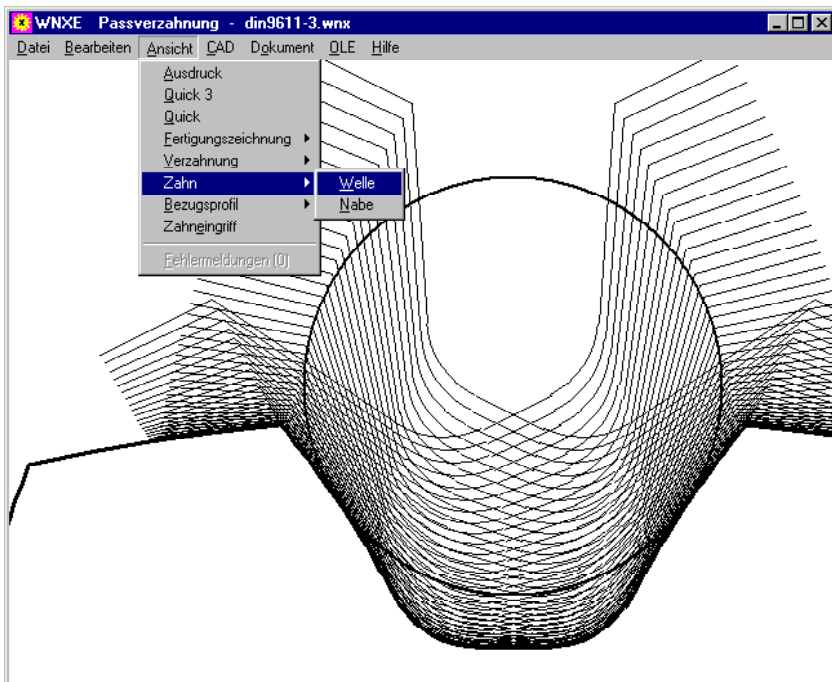 WNXE Passverzahnung - din9611-3.wnx
Datei Bearbeiten Ansicht CAD Dokument OLE Hilfe
Ausdruck
Quick 3
Quick
Fertigungszeichnung
Verzahnung
Zahn Welle
Bezugsprofil Nabe
Zahneingriff
Fehlermeldungen (0)